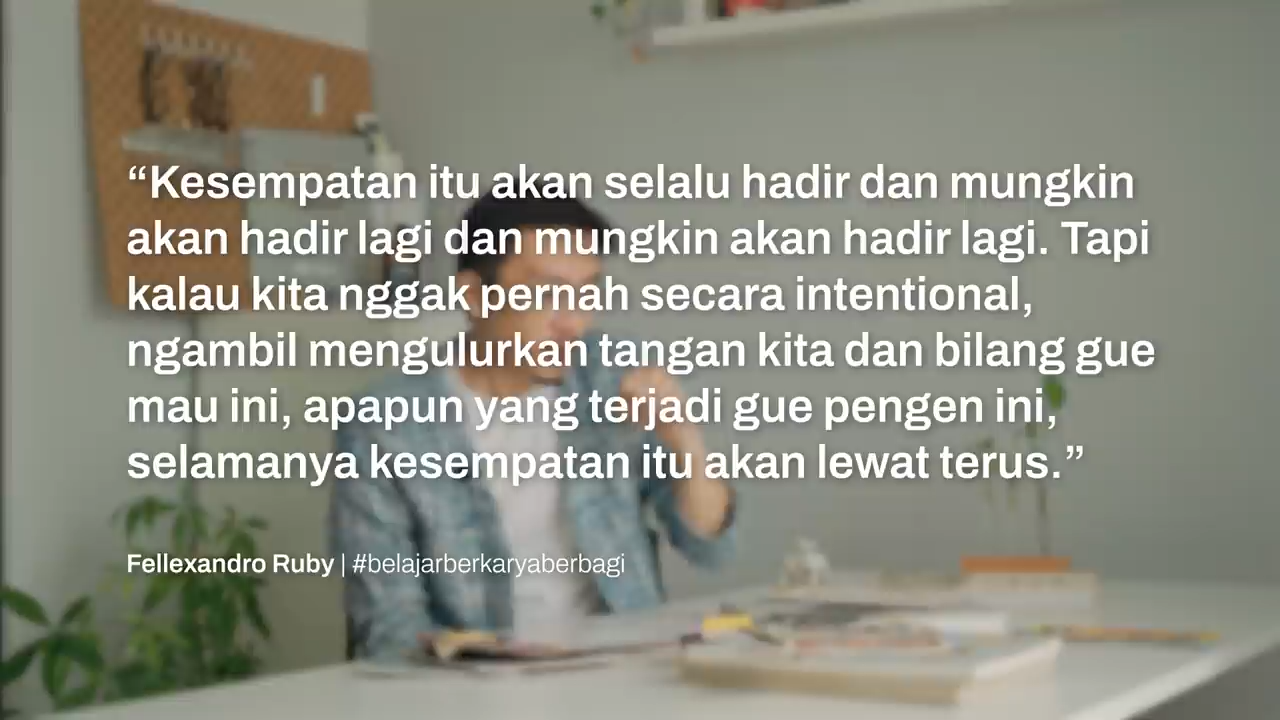 “Kesempatan itu akan selalu hadir dan mungkin
akan hadir lagi dan mungkin akan hadir lagi. Tapi
kalau kita nggak pernah secara intentional,
ngambil mengulurkan tangan kita dan bilang gue
mau ini, apapun yang terjadi gue pengen ini,
selamanya kesempatan itu akan lewat terus.”
Fellexandro Ruby | #belajarberkaryaberbagi